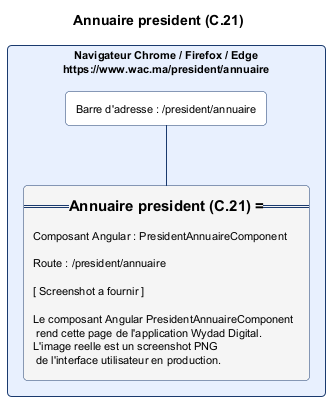 Annuaire president (C.21)
Navigateur Chrome / Firefox / Edge
https://www.wac.ma/president/annuaire
Barre d'adresse : /president/annuaire
Annuaire president (C.21) =
Composant Angular : PresidentAnnuaireComponent
Route : /president/annuaire
[ Screenshot a fournir ]
Le composant Angular PresidentAnnuaireComponent
rend cette page de l'application Wydad Digital.
L'image reelle est un screenshot PNG
de l'interface utilisateur en production.